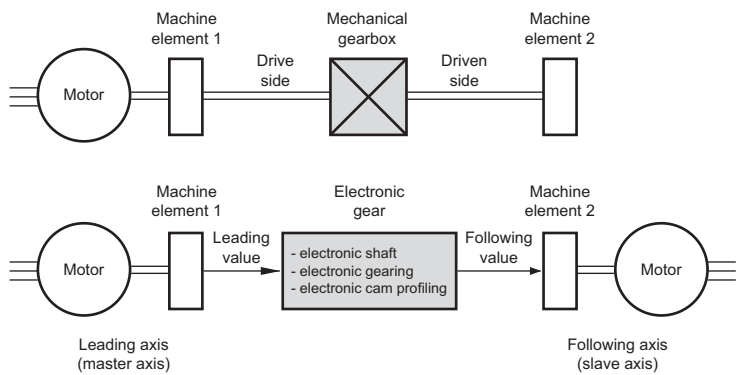 Machine
element 1
Mechanical
gearbox
Machine
element 2
Motor
Drive
side
Driven
side
Machine
element 1
Electronic
gear
Machine
element 2
Motor
Leading
value
- electronic shaft
- electronic gearing
- electronic cam profiling
Following
value
Motor
Leading axis
(master axis)
Following axis
(slave axis)